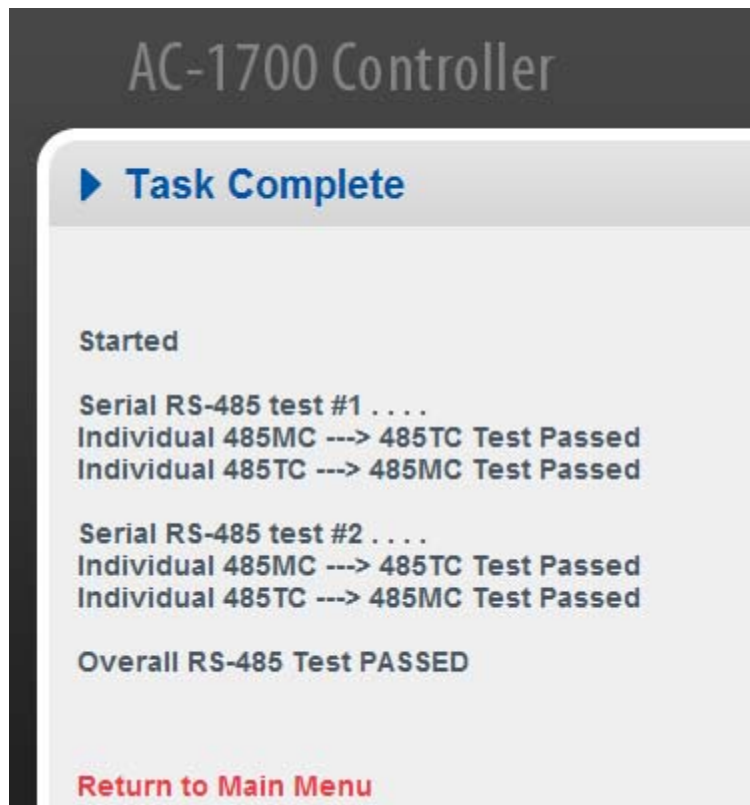 AC-1700 Controller
Task Complete
Started
Serial RS-485 test #1 . . . .
Individual 485MC ---> 485TC Test Passed
Individual 485TC ---> 485MC Test Passed
Serial RS-485 test #2 . . . .
Individual 485MC ---> 485TC Test Passed
Individual 485TC ---> 485MC Test Passed
Overall RS-485 Test PASSED
Return to Main Menu